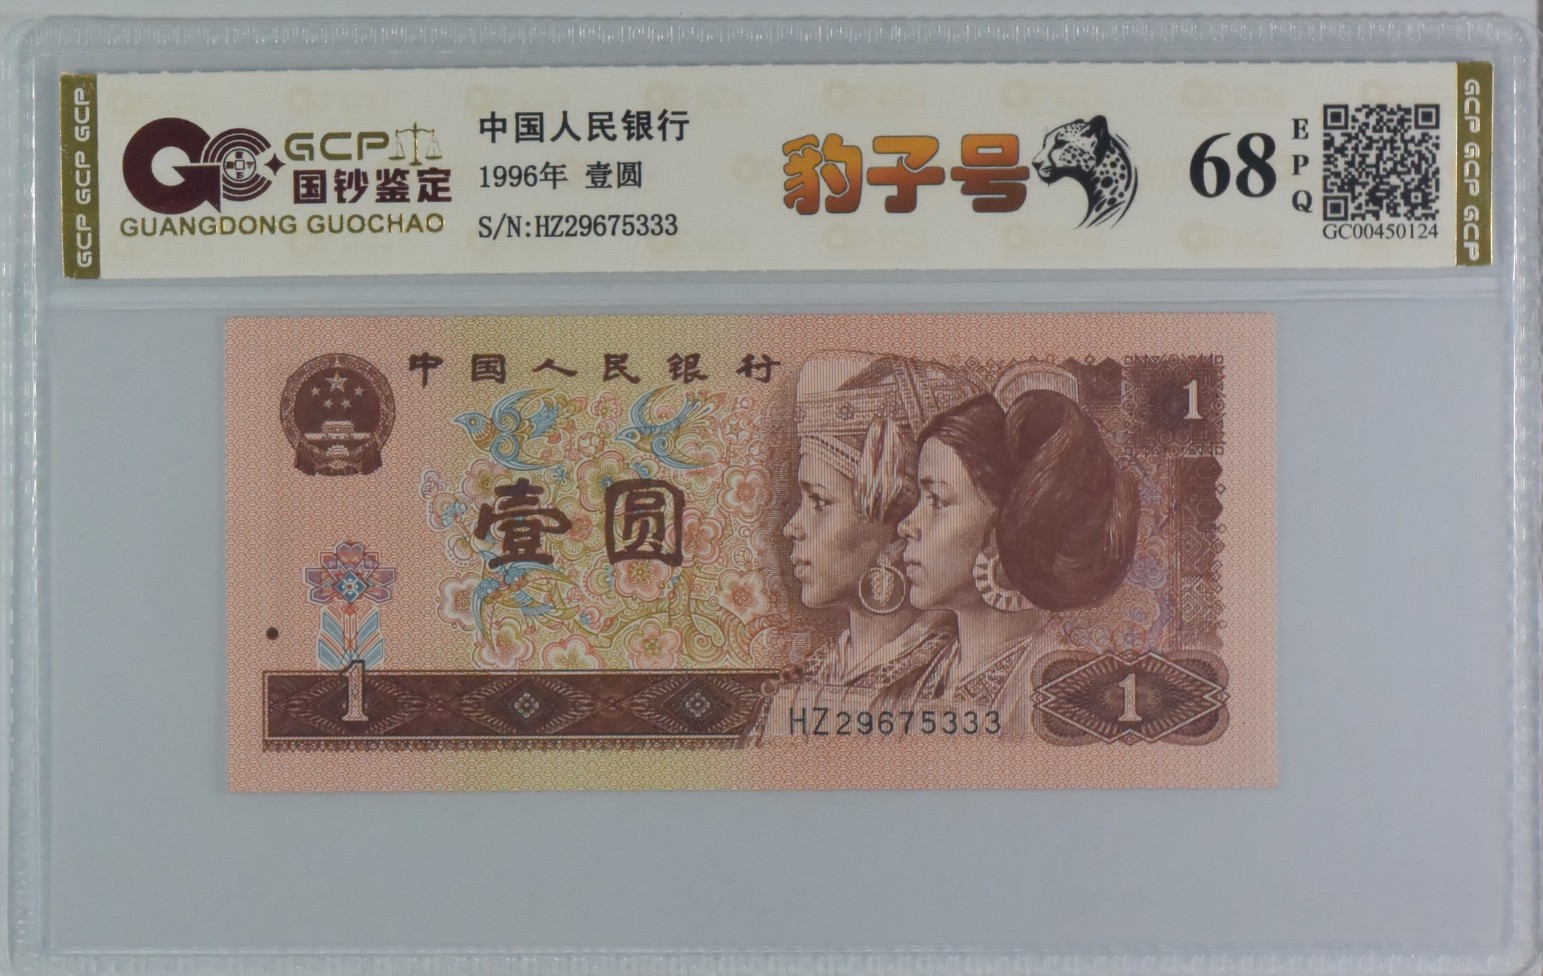 GCP GCP GCP
GCP
国钞鉴定
GUANGDONG GUOCHAO
中国人民银行
1996年 壹圆
S/N:HZ29675333
豹子号
68
EPQ
GC00450124
GCP GCP GCP
中国人民银行
1
壹圆
1
HZ29675333
1